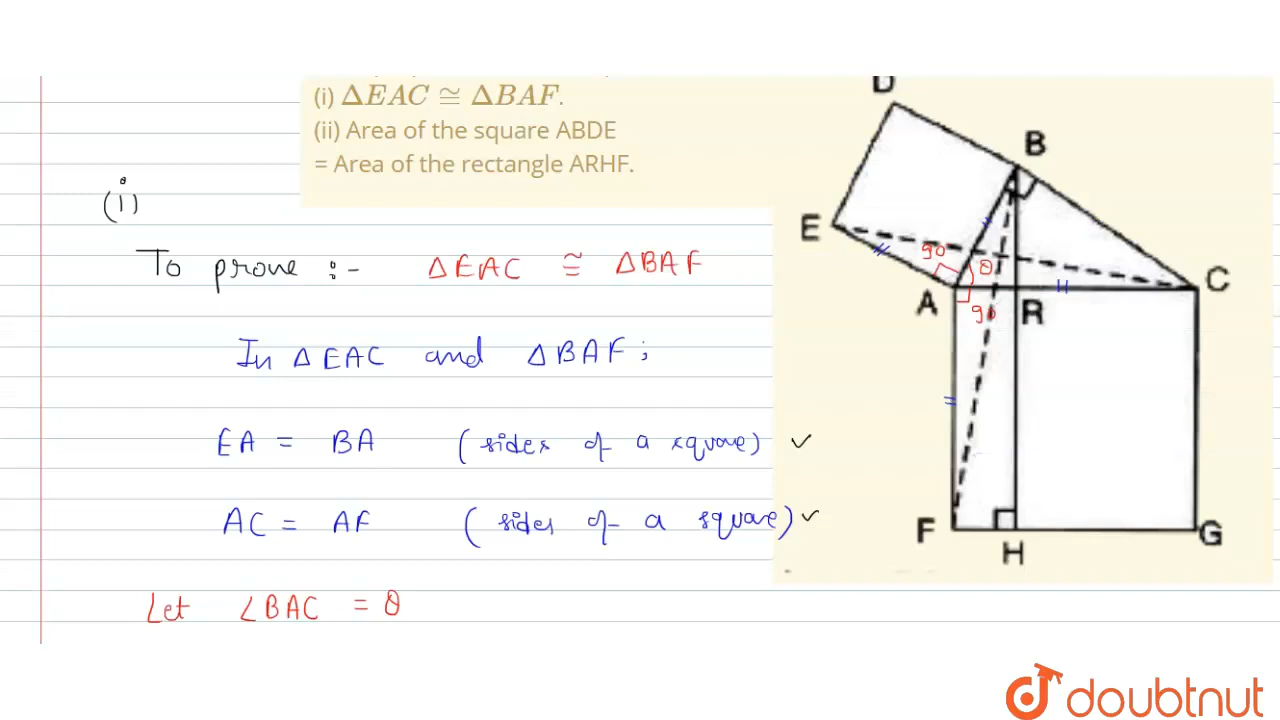 (i) ΔEAC ≅ ΔBAF.
(ii) Area of the square ABDE
= Area of the rectangle ARHF.
(i)
To prove :- ΔEAC ≅ ΔBAF
In ΔEAC and ΔBAF;
EA = BA (sides of a square) ✓
AC = AF (sides of a square) ✓
Let ∠BAC = θ
D
B
E
90
θ
A
90
R
C
F
H
G
doubtnut